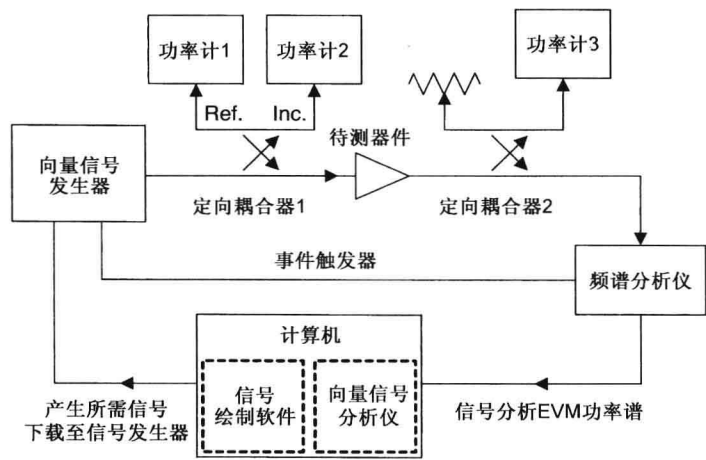 功率计1
功率计2
功率计3
Ref.
Inc.
待测器件
向量信号
发生器
定向耦合器1
定向耦合器2
事件触发器
频谱分析仪
计算机
信号
绘制软件
向量信号
分析仪
产生所需信号
下载至信号发生器
信号分析EVM功率谱